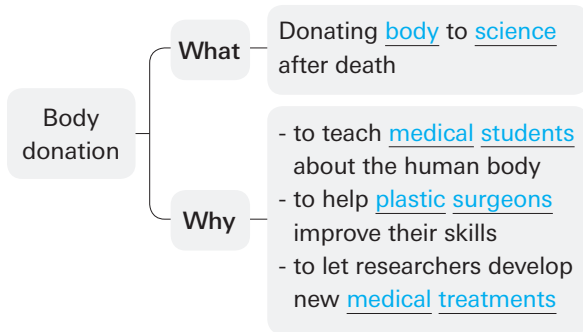 Body
donation
What
Donating body to science
after death
Why
- to teach medical students
about the human body
- to help plastic surgeons
improve their skills
- to let researchers develop
new medical treatments